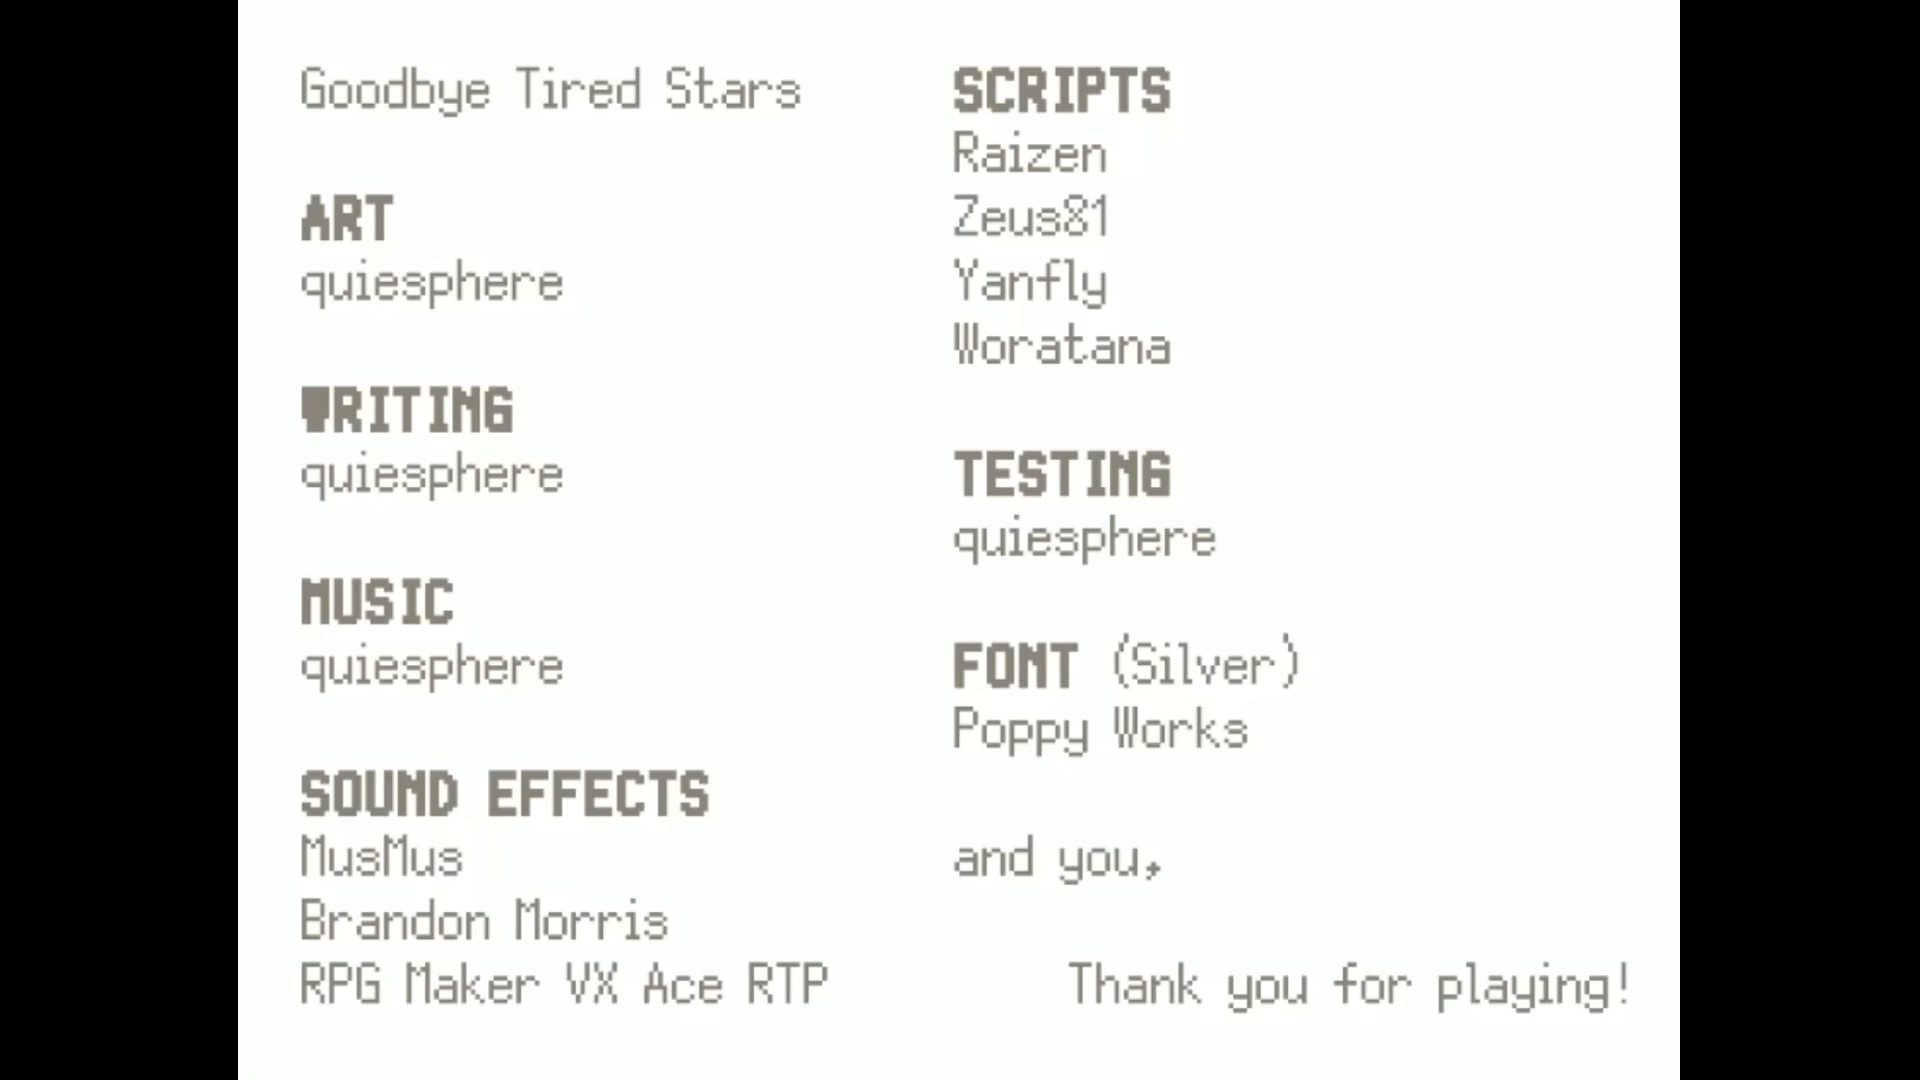 Goodbye Tired Stars
ART
quiesphere
WRITING
quiesphere
MUSIC
quiesphere
SOUND EFFECTS
MusMus
Brandon Morris
RPG Maker VX Ace RTP
SCRIPTS
Raizen
Zeus81
Yanfly
Woratana
TESTING
quiesphere
FONT (Silver)
Poppy Works
and you,
Thank you for playing!